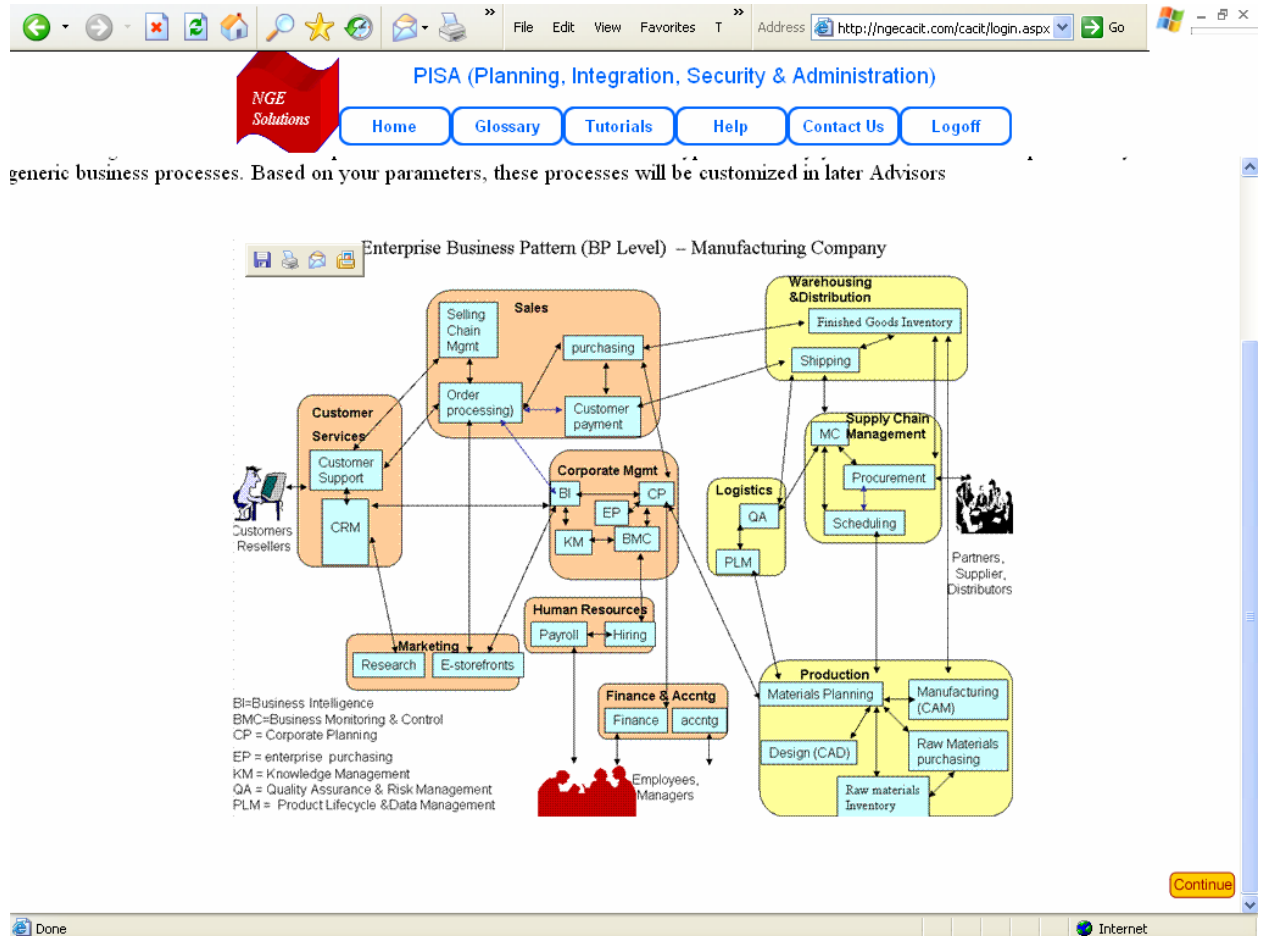 File Edit View Favorites T
Address http://ngecacit.com/cacit/login.aspx Go
PISA (Planning, Integration, Security & Administration)
NGE
Solutions
Home Glossary Tutorials Help Contact Us Logoff
generic business processes. Based on your parameters, these processes will be customized in later Advisors
Enterprise Business Pattern (BP Level) – Manufacturing Company
Sales
Selling
Chain
Mgmt
purchasing
Order
processing)
Customer
payment
Warehousing
&Distribution
Finished Goods Inventory
Shipping
Customer
Services
Customer
Support
CRM
Customers
Resellers
Corporate Mgmt
BI
CP
EP
KM
BMC
Logistics
QA
PLM
Supply Chain
Management
MC
Procurement
Scheduling
Partners,
Supplier,
Distributors
Human Resources
Payroll
Hiring
Marketing
Research
E-storefronts
Finance & Accntg
Finance
accntg
Employees,
Managers
Production
Materials Planning
Manufacturing
(CAM)
Design (CAD)
Raw Materials
purchasing
Raw materials
Inventory
BI=Business Intelligence
BMC=Business Monitoring & Control
CP = Corporate Planning
EP = enterprise purchasing
KM = Knowledge Management
QA = Quality Assurance & Risk Management
PLM = Product Lifecycle &Data Management
Continue
Done
Internet